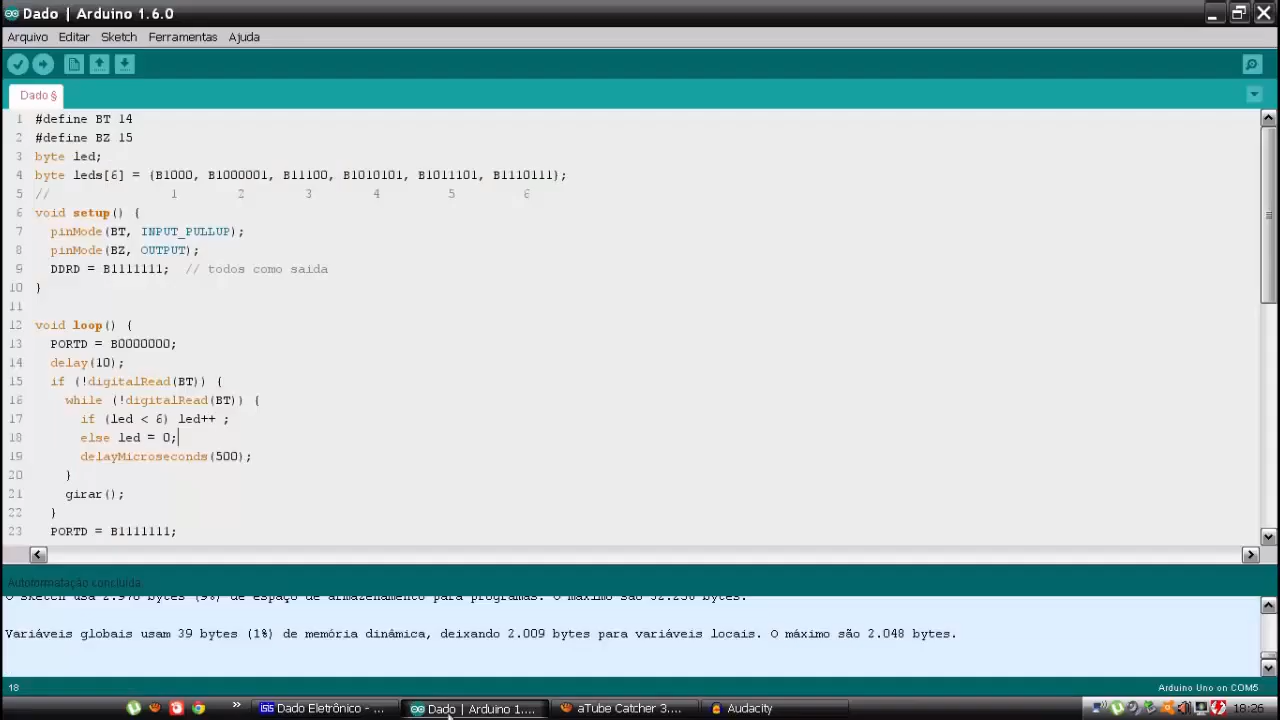 Dado | Arduino 1.6.0
Arquivo Editar Sketch Ferramentas Ajuda
Dado §
1 #define BT 14
2 #define BZ 15
3 byte led;
4 byte leds[6] = {B1000, B1000001, B11100, B1010101, B1011101, B1110111};
5 // 1 2 3 4 5 6
6 void setup() {
7 pinMode(BT, INPUT_PULLUP);
8 pinMode(BZ, OUTPUT);
9 DDRD = B1111111; // todos como saida
10 }
11
12 void loop() {
13 PORTD = B0000000;
14 delay(10);
15 if (!digitalRead(BT)) {
16 while (!digitalRead(BT)) {
17 if (led < 6) led++ ;
18 else led = 0;
19 delayMicroseconds(500);
20 }
21 girar();
22 }
23 PORTD = B1111111;
Autoformatação concluída.
O sketch usa 2.976 bytes (9%) de espaço de armazenamento para programas. O máximo são 32.256 bytes.
Variáveis globais usam 39 bytes (1%) de memória dinâmica, deixando 2.009 bytes para variáveis locais. O máximo são 2.048 bytes.
18 Arduino Uno on COM5
» Dado Eletrônico - ... Dado | Arduino 1.... aTube Catcher 3.... Audacity 18:26